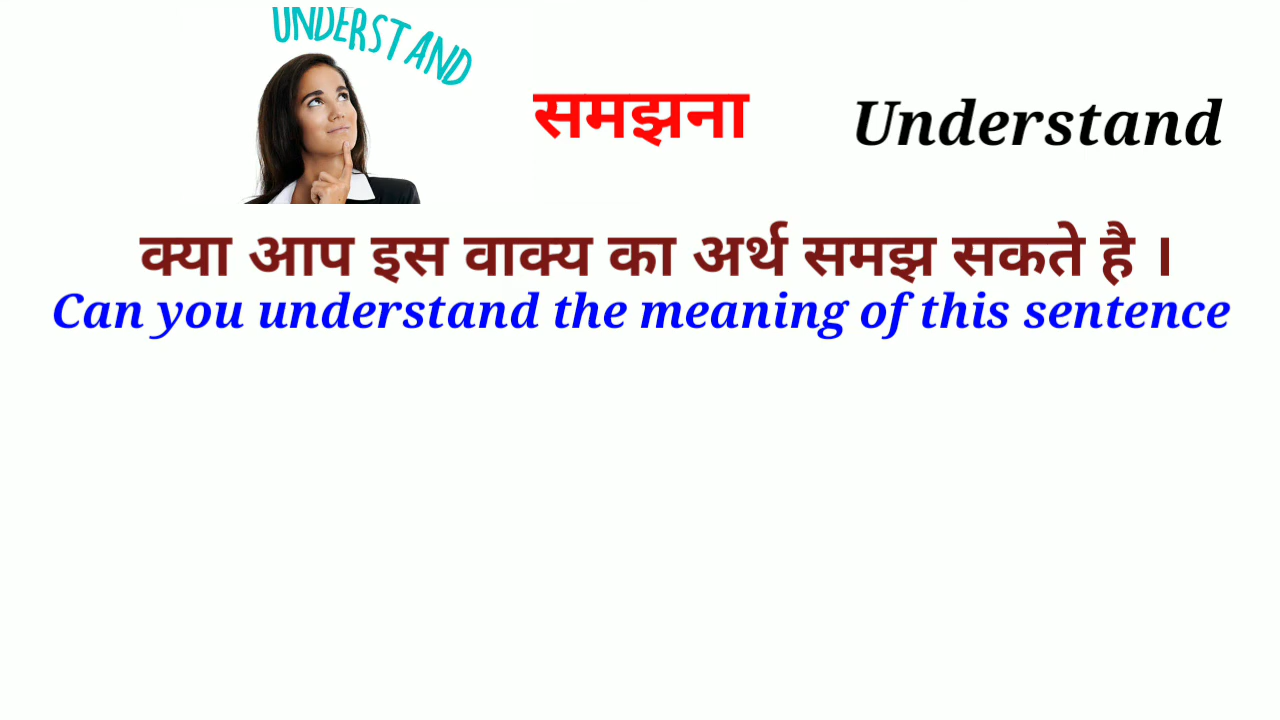 UNDERSTAND
समझना Understand
क्या आप इस वाक्य का अर्थ समझ सकते है ।
Can you understand the meaning of this sentence